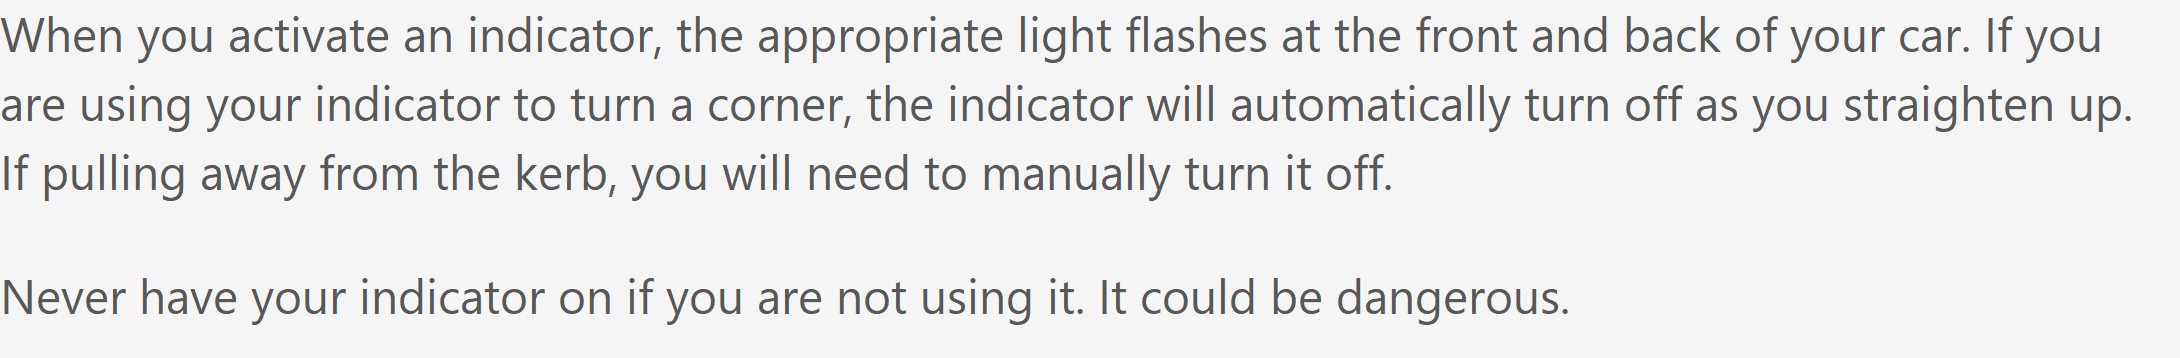 When you activate an indicator, the appropriate light flashes at the front and back of your car. If you
are using your indicator to turn a corner, the indicator will automatically turn off as you straighten up.
If pulling away from the kerb, you will need to manually turn it off.
Never have your indicator on if you are not using it. It could be dangerous.